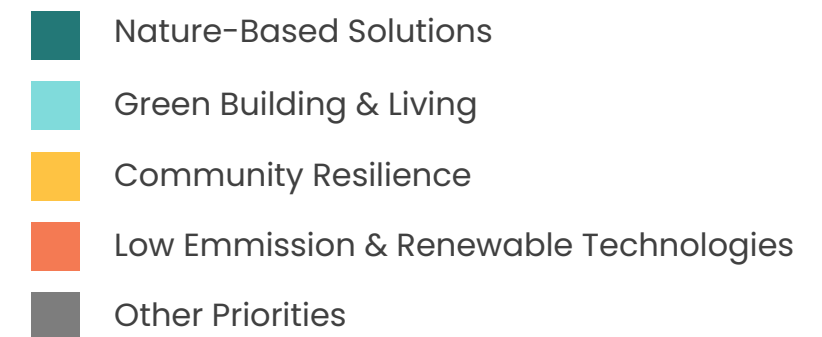 Nature-Based Solutions
Green Building & Living
Community Resilience
Low Emmission & Renewable Technologies
Other Priorities